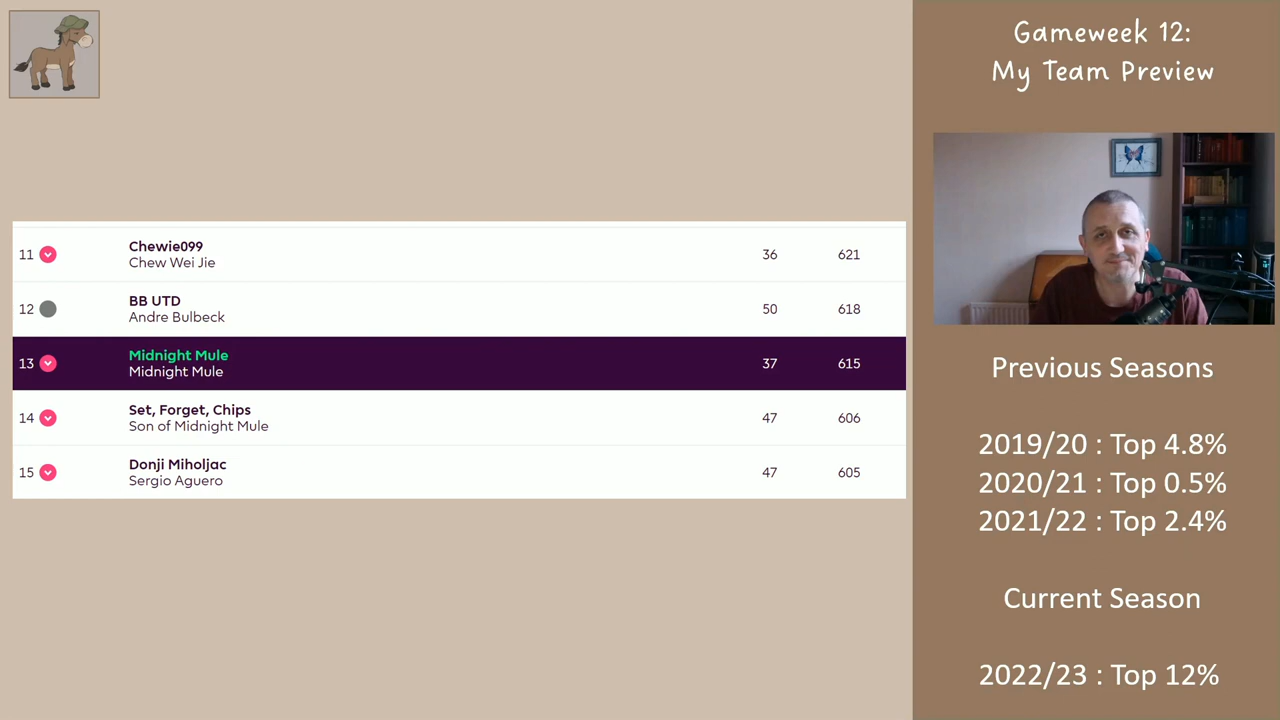 Gameweek 12:
My Team Preview
11 Chewie099 36 621
Chew Wei Jie
12 BB UTD 50 618
Andre Bulbeck
13 Midnight Mule 37 615
Midnight Mule
14 Set, Forget, Chips 47 606
Son of Midnight Mule
15 Donji Miholjac 47 605
Sergio Aguero
Previous Seasons
2019/20 : Top 4.8%
2020/21 : Top 0.5%
2021/22 : Top 2.4%
Current Season
2022/23 : Top 12%